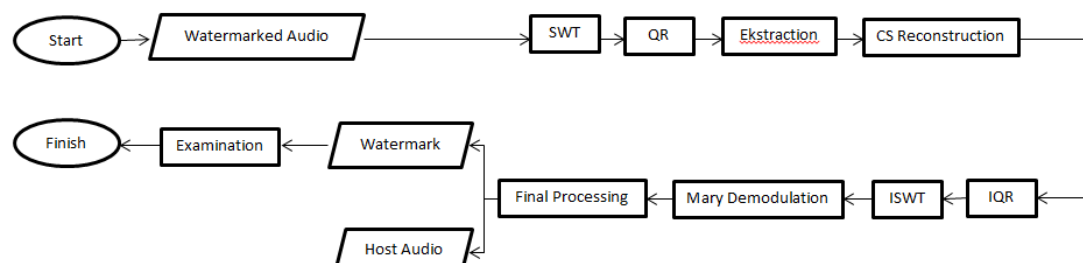 Start
Watermarked Audio
SWT
QR
Ekstraction
CS Reconstruction
Finish
Examination
Watermark
Final Processing
Mary Demodulation
ISWT
IQR
Host Audio